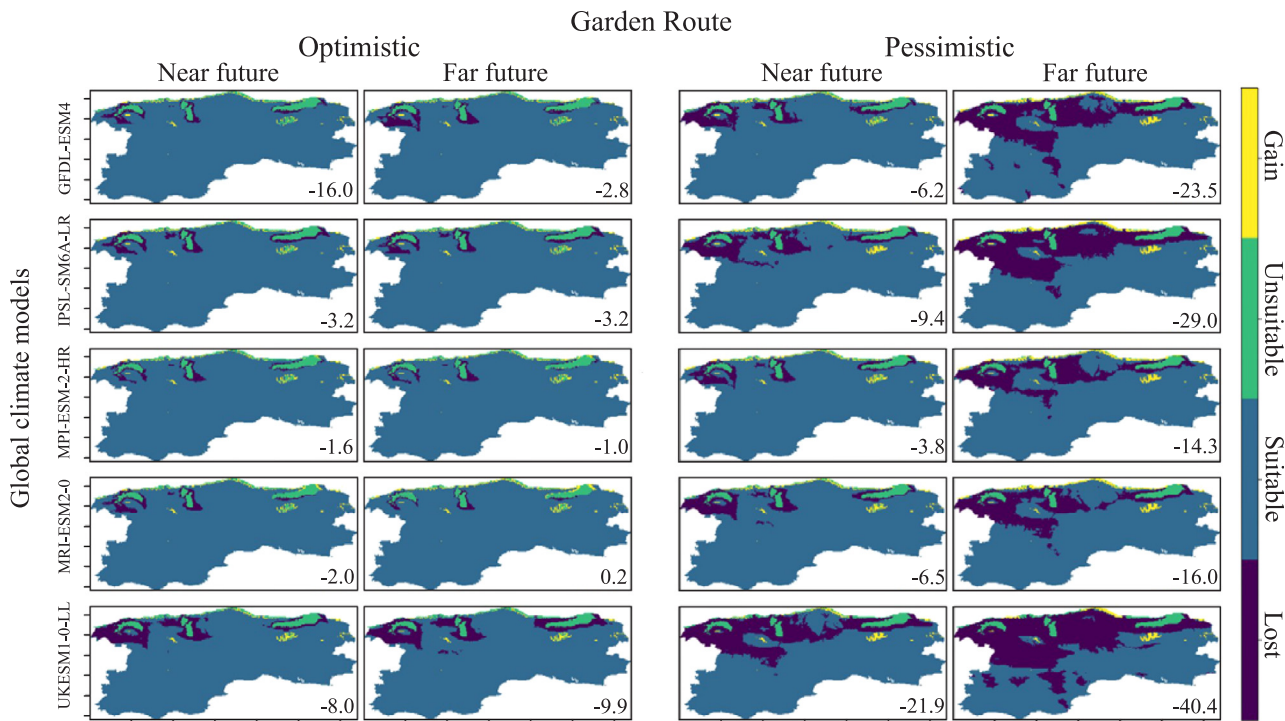 Garden Route
Optimistic
Pessimistic
Near future
Far future
Near future
Far future
Global climate models
GFDL-ESM4
-16.0
-2.8
-6.2
-23.5
IPSL-SM6A-LR
-3.2
-3.2
-9.4
-29.0
MPI-ESM-2-HR
-1.6
-1.0
-3.8
-14.3
MRI-ESM2-0
-2.0
0.2
-6.5
-16.0
UKESM1-0-LL
-8.0
-9.9
-21.9
-40.4
Gain
Unsuitable
Suitable
Lost